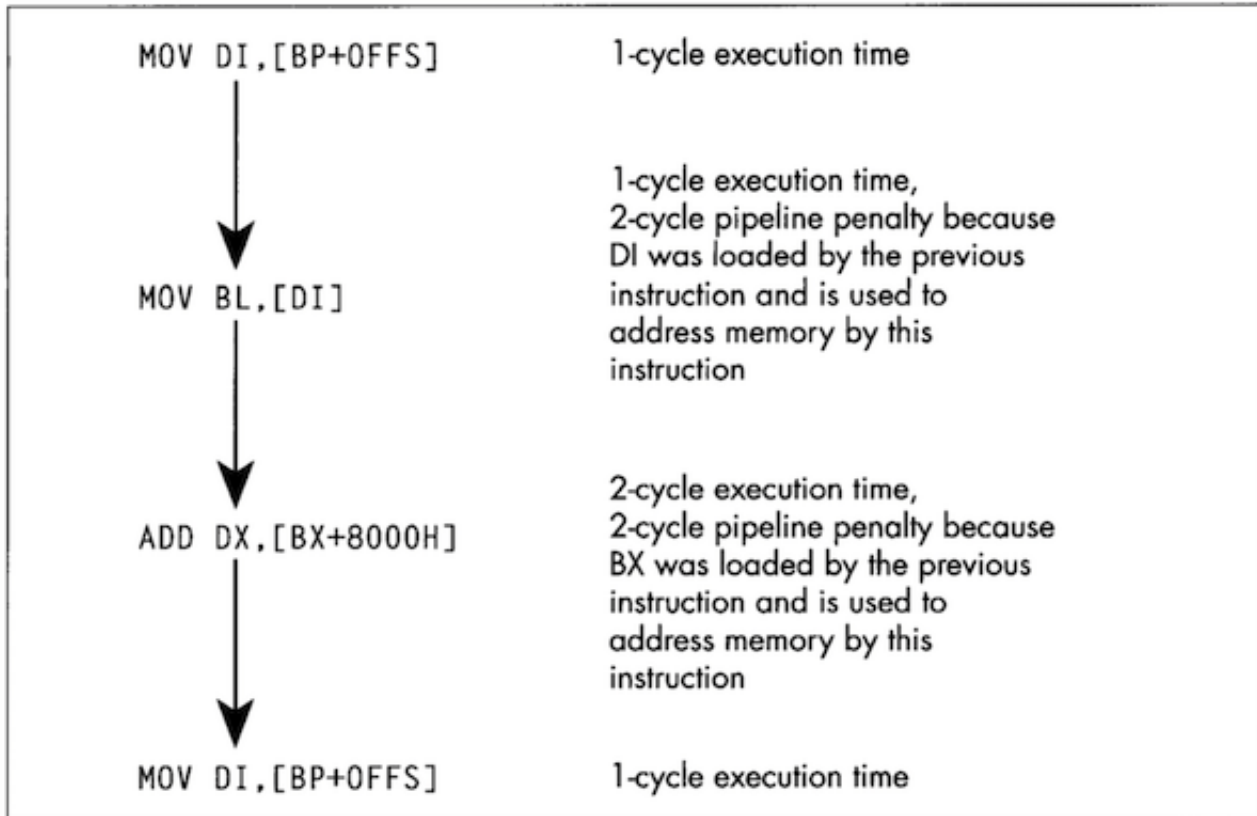 MOV DI,[BP+OFFS]
1-cycle execution time
1-cycle execution time,
2-cycle pipeline penalty because
DI was loaded by the previous
MOV BL,[DI]
instruction and is used to
address memory by this
instruction
2-cycle execution time,
ADD DX,[BX+8000H]
2-cycle pipeline penalty because
BX was loaded by the previous
instruction and is used to
address memory by this
instruction
MOV DI,[BP+OFFS]
1-cycle execution time